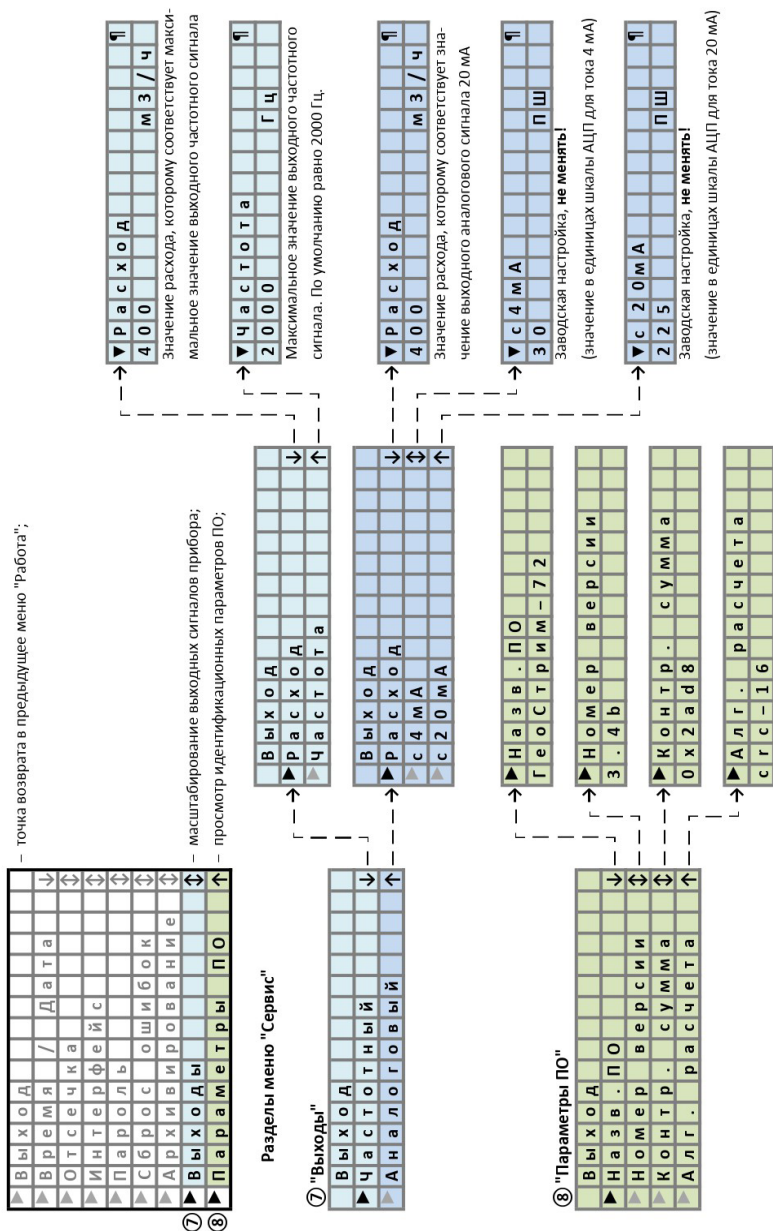 Выход
Время / Дата ↓
Отсечка ↕
Интерфейс ↕
Пароль ↕
Сброс ошибок ↕
Архивирование ↕
⑦ ▶ Выходы ↕
⑧ ▶ Параметры ПО ↑
– точка возврата в предыдущее меню "Работа";
– масштабирование выходных сигналов прибора;
– просмотр идентификационных параметров ПО;
Разделы меню "Сервис"
⑦ "Выходы"
Выход
Частотный ↓
Аналоговый ↑
Выход
Расход ↓
Частота ↑
▼Расход ¶
400 м3/ч
Значение расхода, которому соответствует макси-
мальное значение выходного частотного сигнала
▼Частота ¶
2000 Гц
Максимальное значение выходного частотного
сигнала. По умолчанию равно 2000 Гц.
Выход
Расход ↓
с4мА ↕
с20мА ↑
▼Расход ¶
400 м3/ч
Значение расхода, которому соответствует зна-
чение выходного аналогового сигнала 20 мА
▼с4мА ¶
30 ПШ
Заводская настройка, не менять!
(значение в единицах шкалы АЦП для тока 4 мА)
▼с20мА ¶
225 ПШ
Заводская настройка, не менять!
(значение в единицах шкалы АЦП для тока 20 мА)
⑧ "Параметры ПО"
Выход
Назв.ПО ↓
Номер версии ↕
Контр. сумма ↕
Алг. расчета ↑
Назв.ПО
ГеоСтрим–72
Номер версии
3.4b
Контр. сумма
0x2ad8
Алг. расчета
crc–16